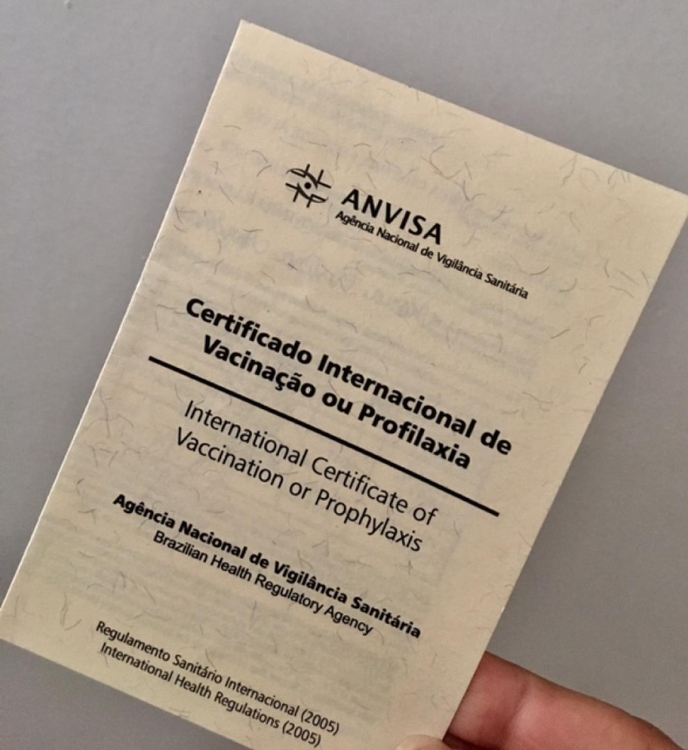 ANVISA
Agência Nacional de Vigilância Sanitária
Certificado Internacional de
Vacinação ou Profilaxia
International Certificate of
Vaccination or Prophylaxis
Agência Nacional de Vigilância Sanitária
Brazilian Health Regulatory Agency
Regulamento Sanitário Internacional (2005)
International Health Regulations (2005)